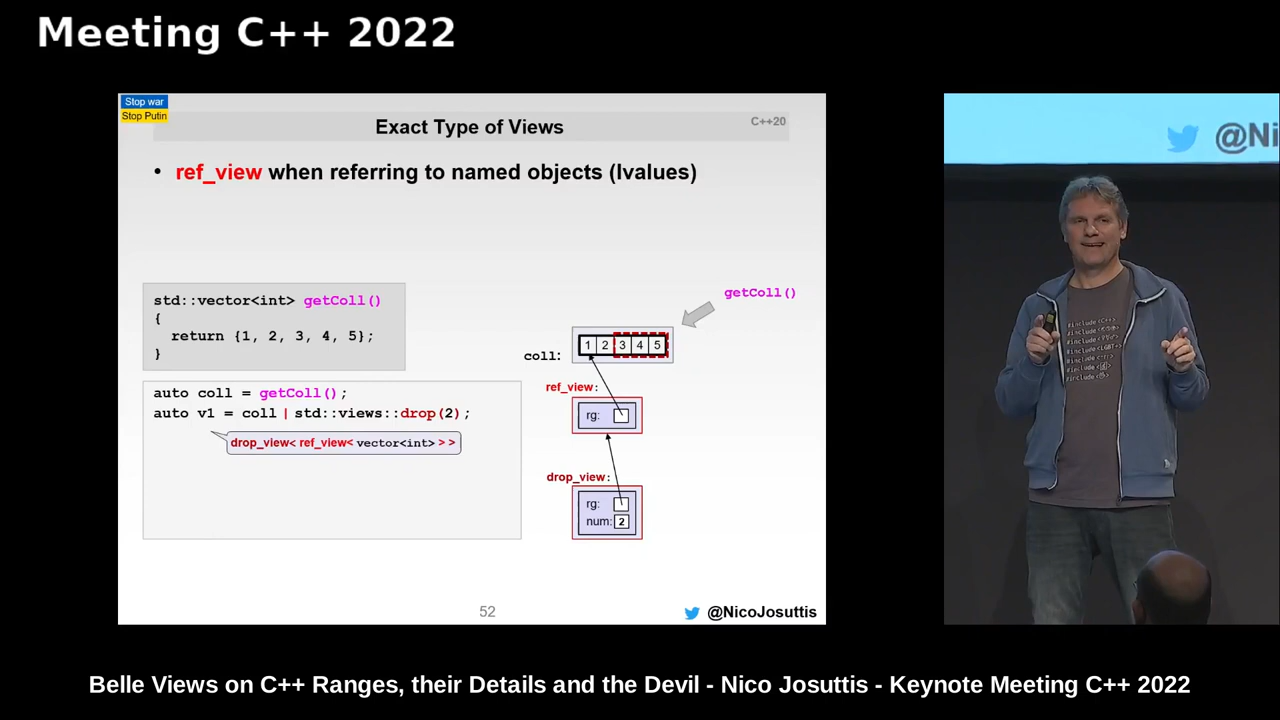 Meeting C++ 2022
Stop war
Stop Putin
Exact Type of Views
C++20
• ref_view when referring to named objects (lvalues)
std::vector<int> getColl()
{
return {1, 2, 3, 4, 5};
}
auto coll = getColl();
auto v1 = coll | std::views::drop(2);
drop_view< ref_view< vector<int> > >
getColl()
coll:
1 2 3 4 5
ref_view:
rg:
drop_view:
rg:
num: 2
52
@NicoJosuttis
@Ni
#include <C++>
Belle Views on C++ Ranges, their Details and the Devil - Nico Josuttis - Keynote Meeting C++ 2022